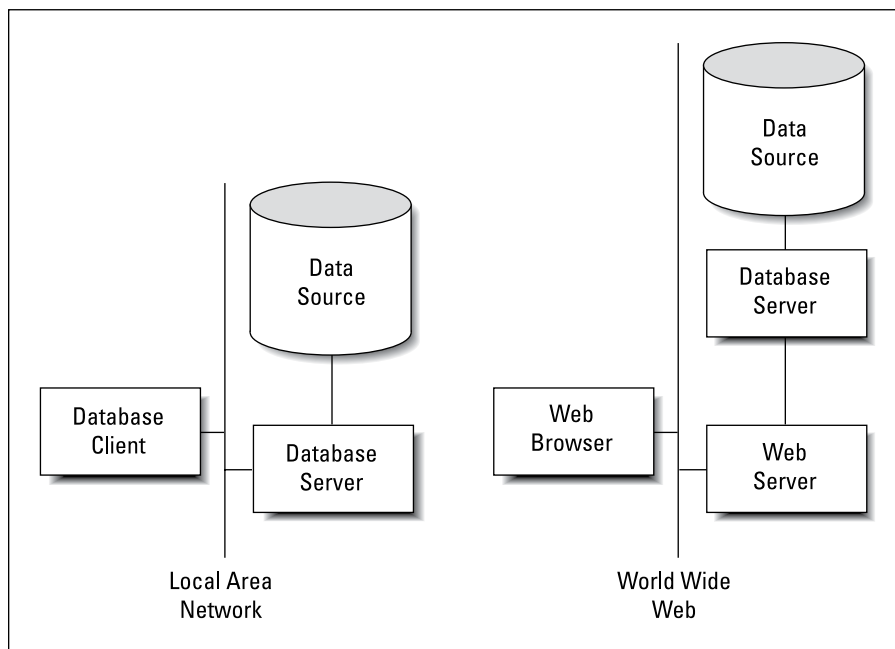 Data
Source
Database
Client
Database
Server
Local Area
Network
Data
Source
Database
Server
Web
Browser
Web
Server
World Wide
Web